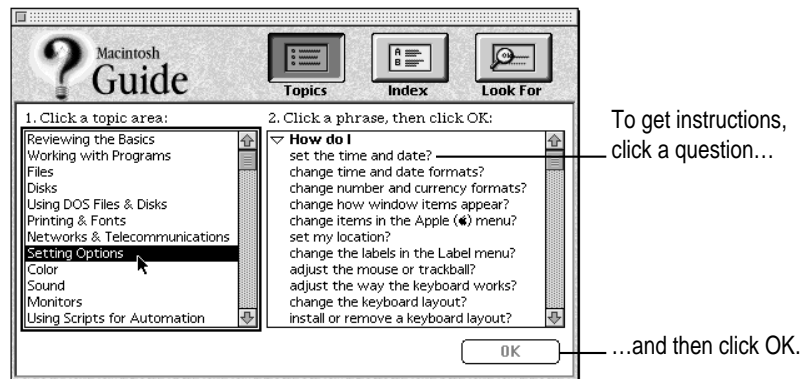 Macintosh
Guide
Topics
Index
Look For
1. Click a topic area:
Reviewing the Basics
Working with Programs
Files
Disks
Using DOS Files & Disks
Printing & Fonts
Networks & Telecommunications
Setting Options
Color
Sound
Monitors
Using Scripts for Automation
2. Click a phrase, then click OK:
How do I
set the time and date?
change time and date formats?
change number and currency formats?
change how window items appear?
change items in the Apple () menu?
set my location?
change the labels in the Label menu?
adjust the mouse or trackball?
adjust the way the keyboard works?
change the keyboard layout?
install or remove a keyboard layout?
OK
To get instructions,
click a question…
…and then click OK.